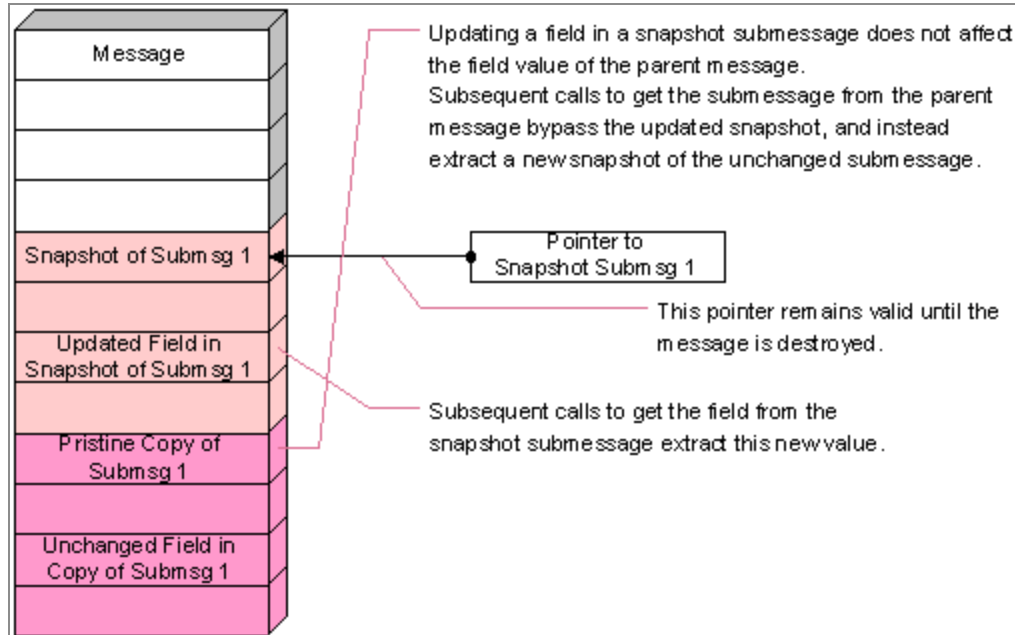 Message
Updating a field in a snapshot submessage does not affect
the field value of the parent message.
Subsequent calls to get the submessage from the parent
message bypass the updated snapshot, and instead
extract a new snapshot of the unchanged submessage.
Snapshot of Submsg 1
Pointer to
Snapshot Submsg 1
This pointer remains valid until the
message is destroyed.
Updated Field in
Snapshot of Submsg 1
Subsequent calls to get the field from the
snapshot submessage extract this new value.
Pristine Copy of
Submsg 1
Unchanged Field in
Copy of Submsg 1